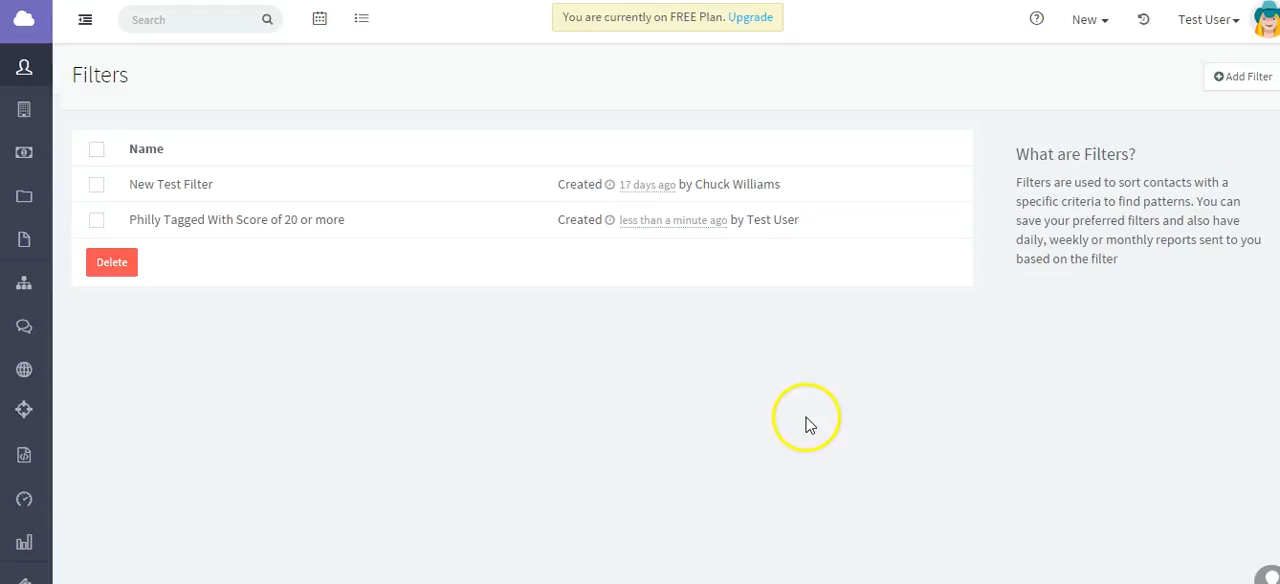 Search
You are currently on FREE Plan. Upgrade
New
Test User
Filters
Add Filter
Name
New Test Filter
Created 17 days ago by Chuck Williams
Philly Tagged With Score of 20 or more
Created less than a minute ago by Test User
Delete
What are Filters?
Filters are used to sort contacts with a
specific criteria to find patterns. You can
save your preferred filters and also have
daily, weekly or monthly reports sent to you
based on the filter